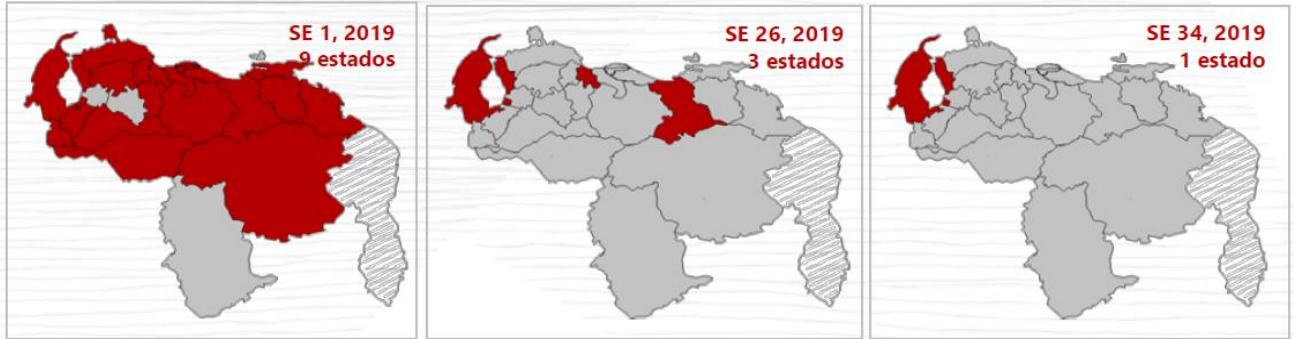 SE 1, 2019
9 estados
SE 26, 2019
3 estados
SE 34, 2019
1 estado